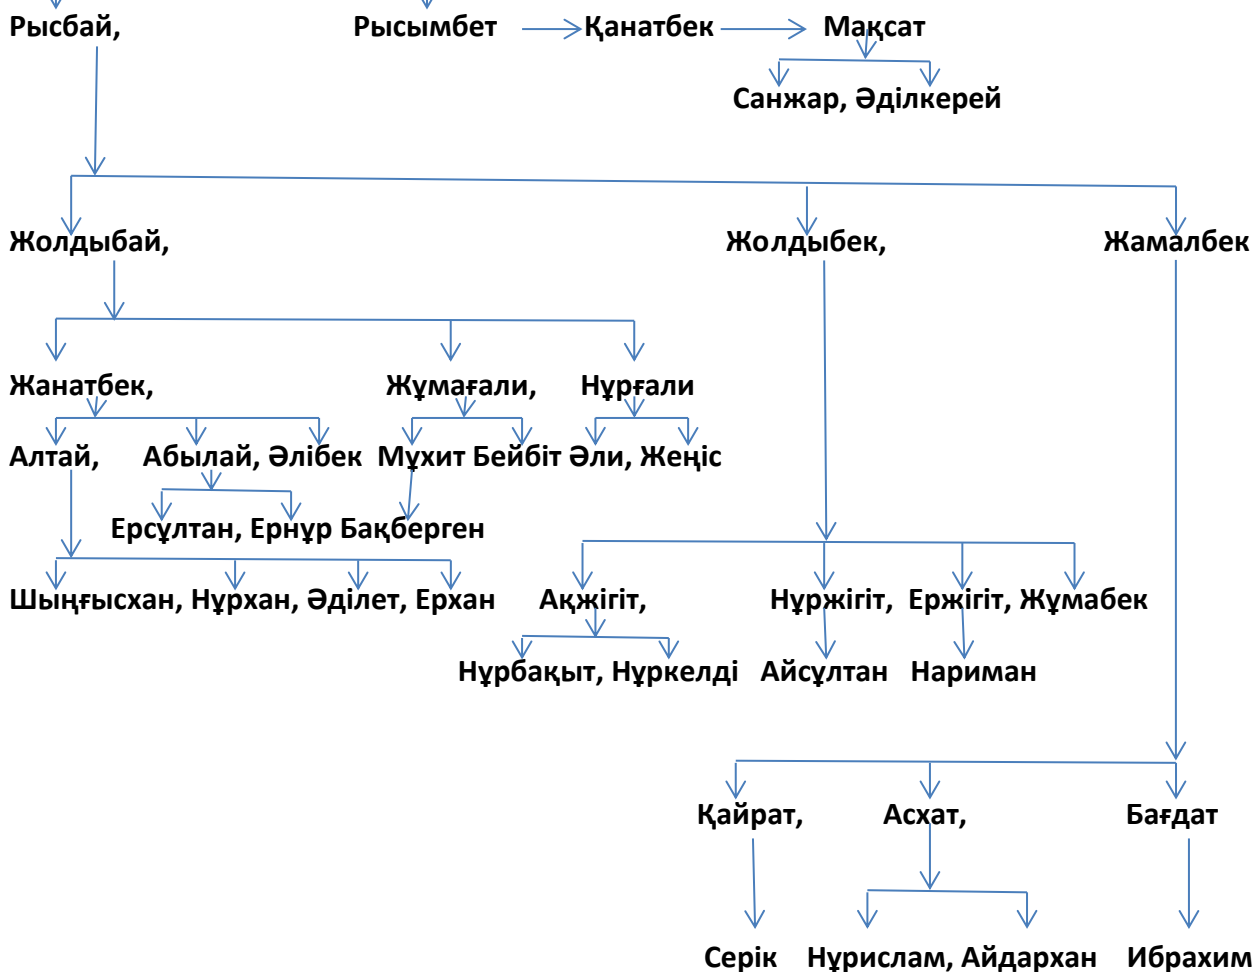 Рысбай, Рысымбет Қанатбек Мақсат
Санжар, Әділкерей
Жолдыбай, Жолдыбек, Жамалбек
Жанатбек, Жұмағали, Нұрғали
Алтай, Абылай, Әлібек Мұхит Бейбіт Әли, Жеңіс
Ерсұлтан, Ернұр Бақберген
Шыңғысхан, Нұрхан, Әділет, Ерхан Ақжігіт, Нұржігіт, Ержігіт, Жұмабек
Нұрбақыт, Нұркелді Айсұлтан Нариман
Қайрат, Асхат, Бағдат
Серік Нұрислам, Айдархан Ибрахим